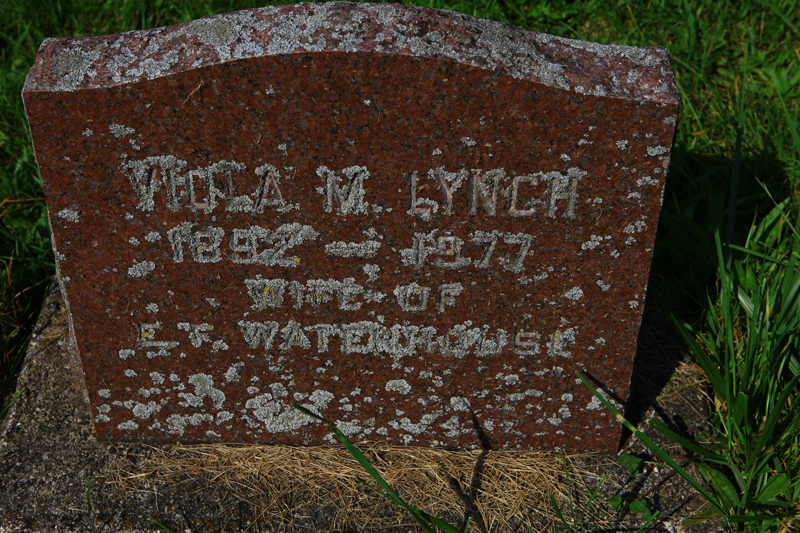 VIOLA M. LYNCH
1892 – 1977
WIFE OF
E. WATERHOUSE